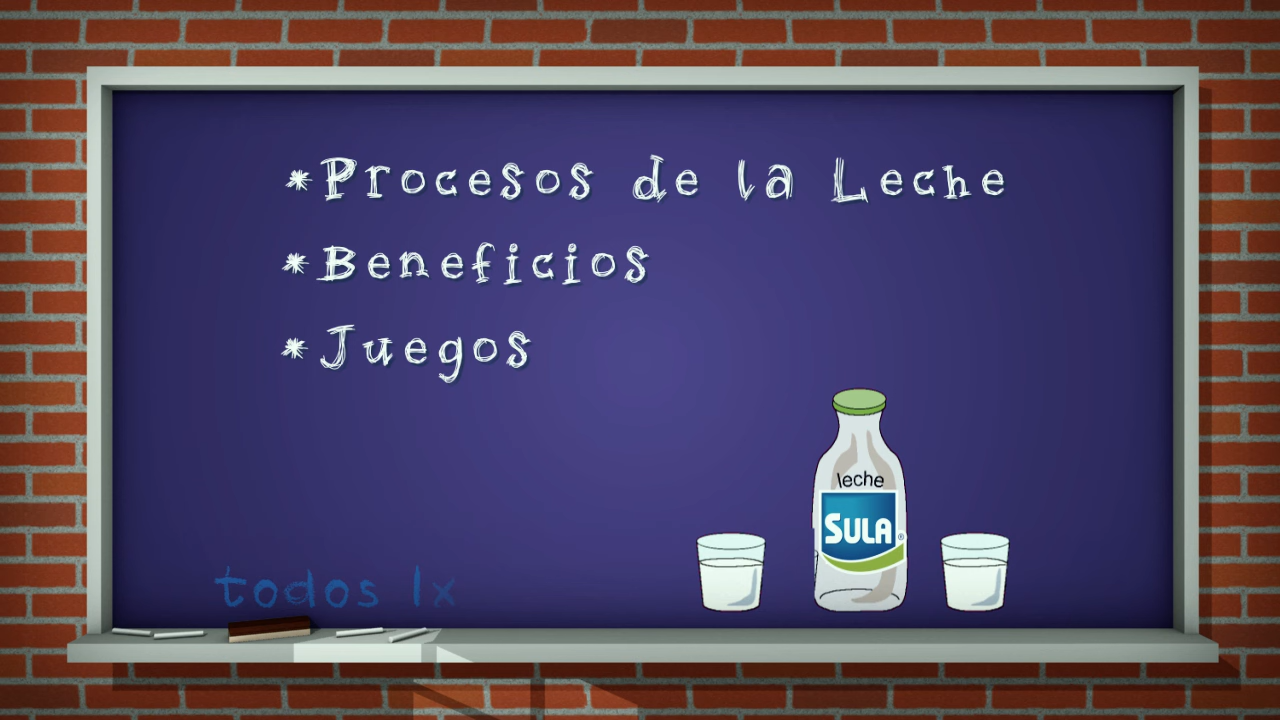 *Procesos de la Leche
*Beneficios
*Juegos
leche
SULA®
todos lx